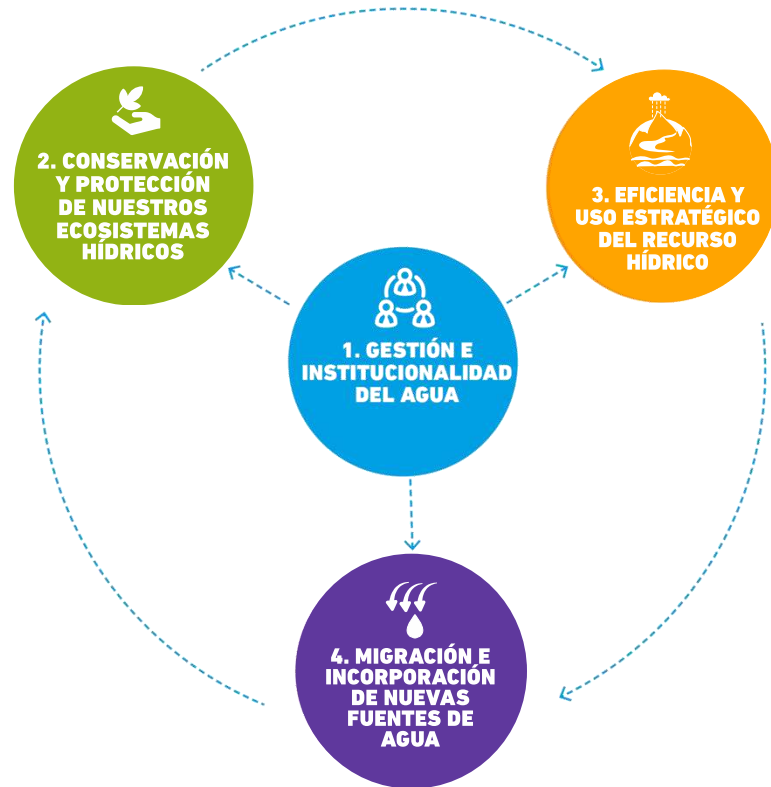 2. CONSERVACIÓN
Y PROTECCIÓN
DE NUESTROS
ECOSISTEMAS
HÍDRICOS
3. EFICIENCIA Y
USO ESTRATÉGICO
DEL RECURSO
HÍDRICO
1. GESTIÓN E
INSTITUCIONALIDAD
DEL AGUA
4. MIGRACIÓN E
INCORPORACIÓN
DE NUEVAS
FUENTES DE
AGUA